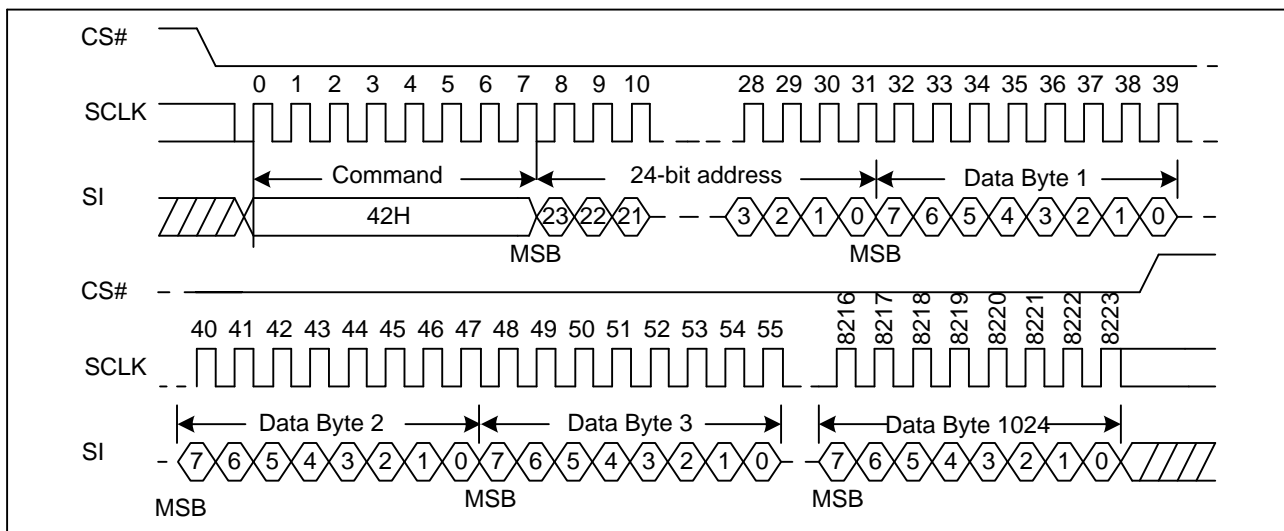 CS#
0 1 2 3 4 5 6 7 8 9 10 28 29 30 31 32 33 34 35 36 37 38 39
SCLK
Command 24-bit address Data Byte 1
SI
42H 23 22 21 3 2 1 0 7 6 5 4 3 2 1 0
MSB MSB
CS#
40 41 42 43 44 45 46 47 48 49 50 51 52 53 54 55 8216 8217 8218 8219 8220 8221 8222 8223
SCLK
Data Byte 2 Data Byte 3 Data Byte 1024
SI
7 6 5 4 3 2 1 0 7 6 5 4 3 2 1 0 7 6 5 4 3 2 1 0
MSB MSB MSB